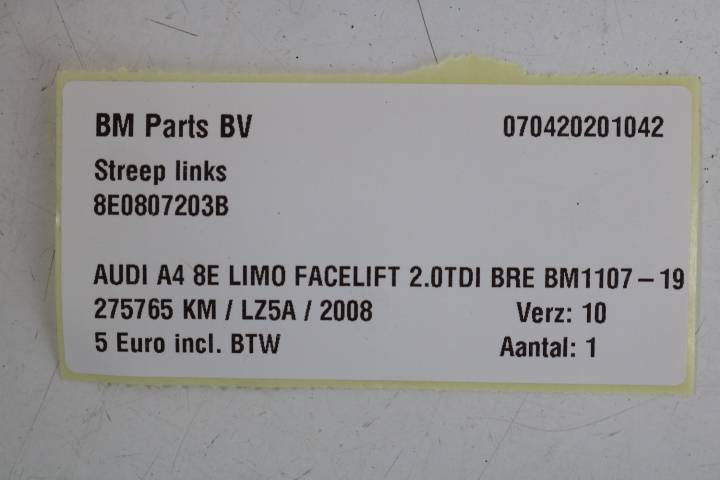 BM Parts BV 070420201042
Streep links
8E0807203B
AUDI A4 8E LIMO FACELIFT 2.0TDI BRE BM1107-19
275765 KM / LZ5A / 2008 Verz: 10
5 Euro incl. BTW Aantal: 1